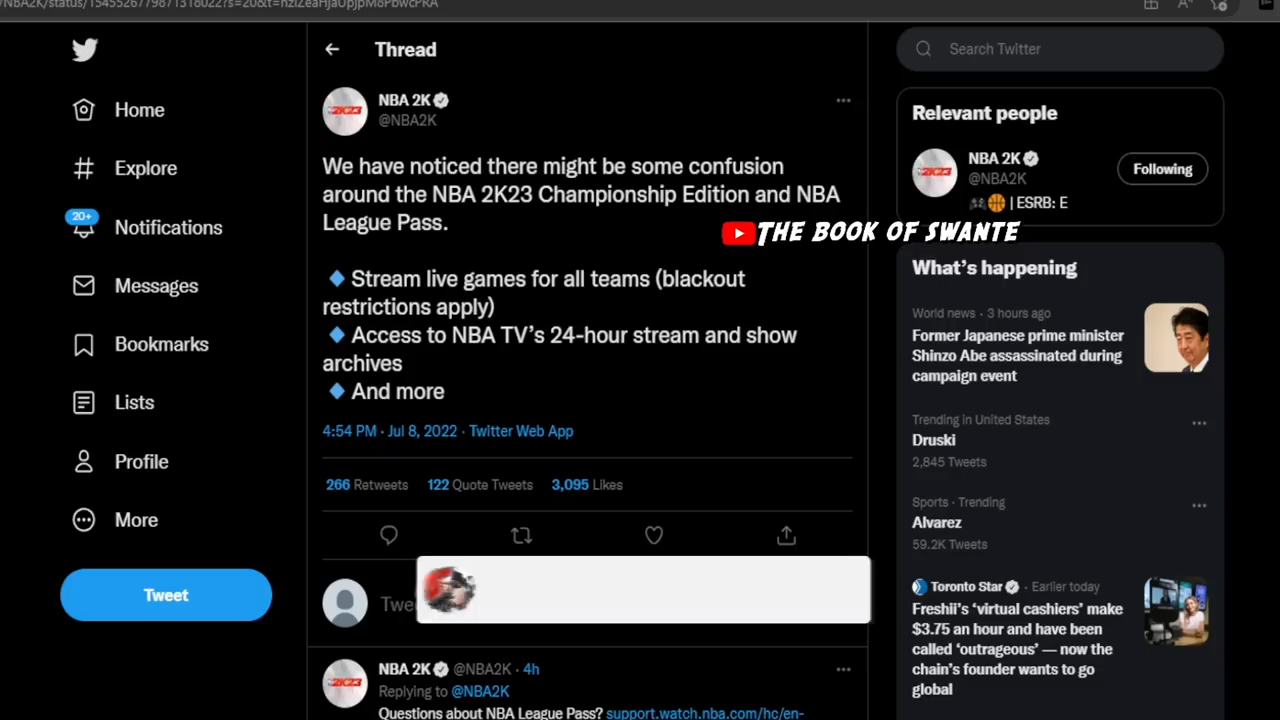 /NBA2K/status/1545526779871318022?s=20&t=
Thread
Search Twitter
Home
Explore
20+
Notifications
Messages
Bookmarks
Lists
Profile
More
Tweet
2K23
NBA 2K
@NBA2K
We have noticed there might be some confusion
around the NBA 2K23 Championship Edition and NBA
League Pass.
Stream live games for all teams (blackout
restrictions apply)
Access to NBA TV’s 24-hour stream and show
archives
And more
4:54 PM · Jul 8, 2022 · Twitter Web App
266 Retweets 122 Quote Tweets 3,095 Likes
Twee
2K23
NBA 2K @NBA2K · 4h
Replying to @NBA2K
Questions about NBA League Pass? support.watch.nba.com/hc/en-
Relevant people
2K23
NBA 2K
@NBA2K
Following
| ESRB: E
THE BOOK OF SWANTE
What’s happening
World news · 3 hours ago
Former Japanese prime minister
Shinzo Abe assassinated during
campaign event
Trending in United States
Druski
2,845 Tweets
Sports · Trending
Alvarez
59.2K Tweets
Toronto Star · Earlier today
Freshii’s ‘virtual cashiers’ make
$3.75 an hour and have been
called ‘outrageous’ — now the
chain’s founder wants to go
global